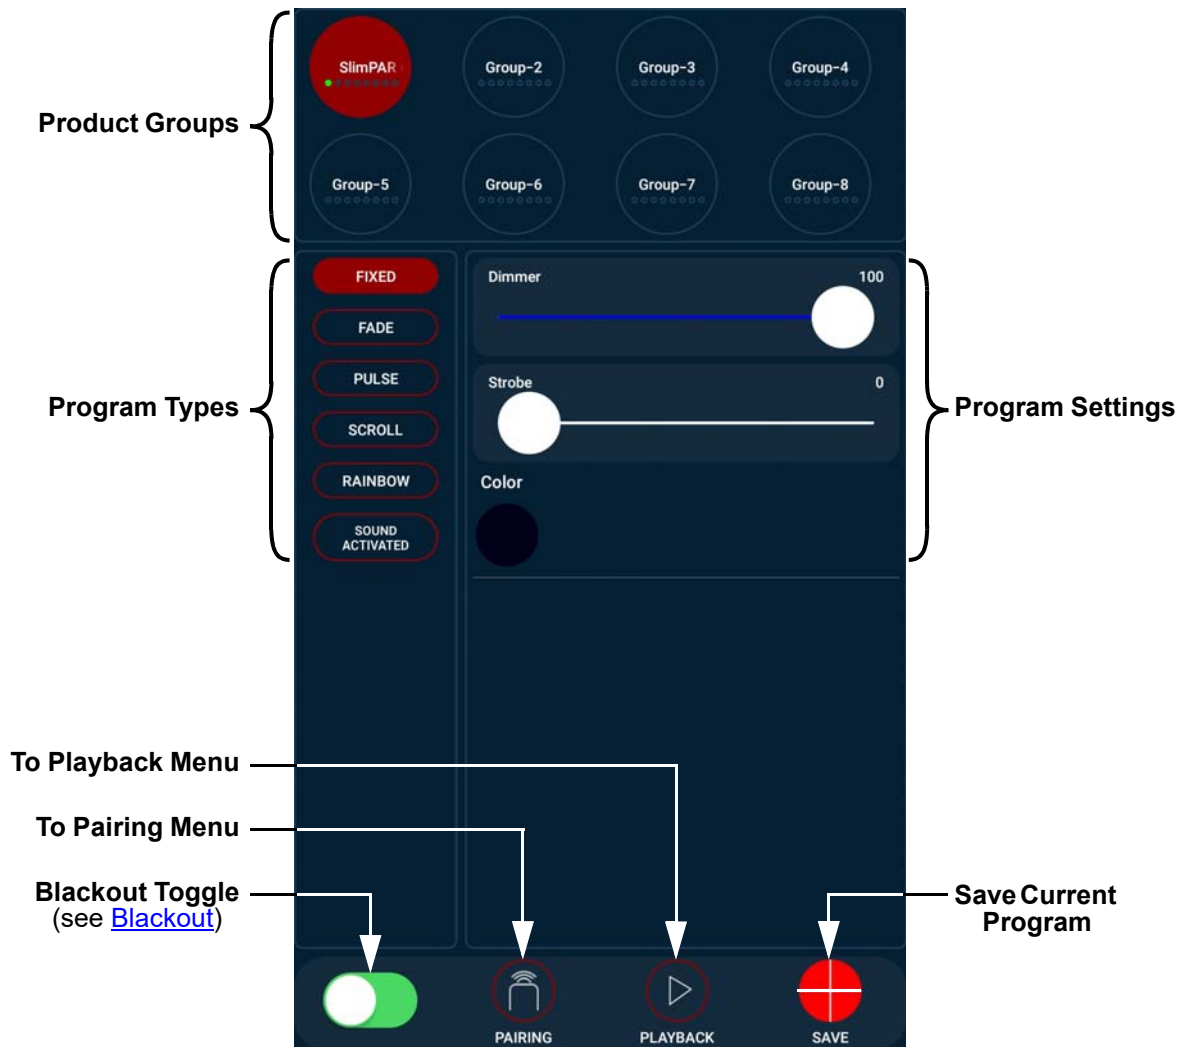 SlimPAR
Group-2
Group-3
Group-4
Product Groups
Group-5
Group-6
Group-7
Group-8
FIXED
Dimmer
100
FADE
PULSE
Strobe
0
Program Types
Program Settings
SCROLL
RAINBOW
Color
SOUND
ACTIVATED
To Playback Menu
To Pairing Menu
Blackout Toggle
(see Blackout)
Save Current
Program
PAIRING
PLAYBACK
SAVE